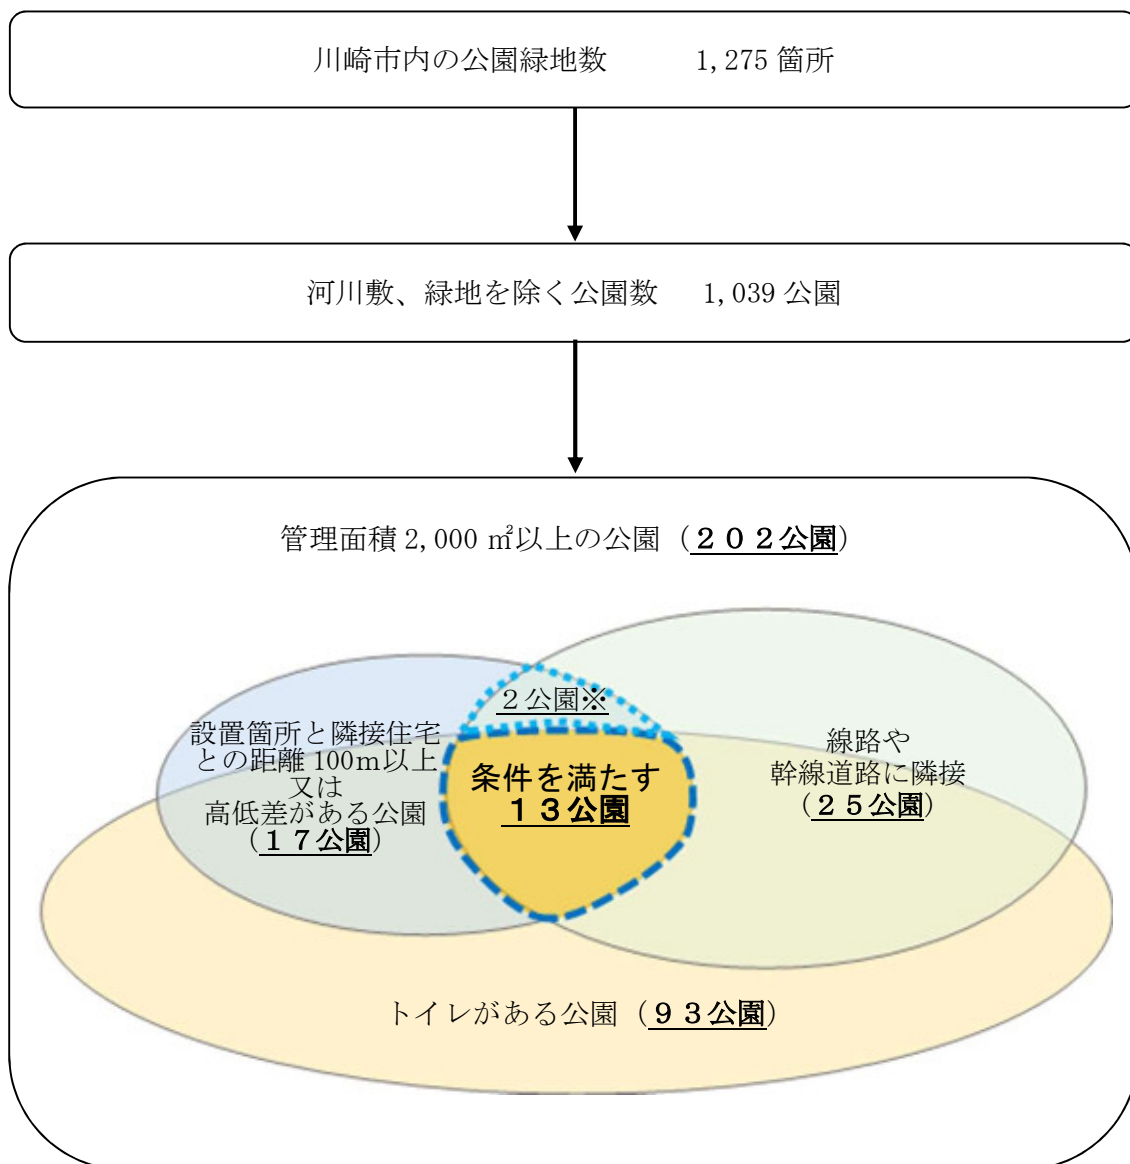 川崎市内の公園緑地数 1,275 箇所
河川敷、緑地を除く公園数 1,039 公園
管理面積 2,000 ㎡以上の公園（２０２公園）
２公園※
設置箇所と隣接住宅
との距離 100ｍ以上
又は
高低差がある公園
（１７公園）
条件を満たす
１３公園
線路や
幹線道路に隣接
（２５公園）
トイレがある公園（９３公園）